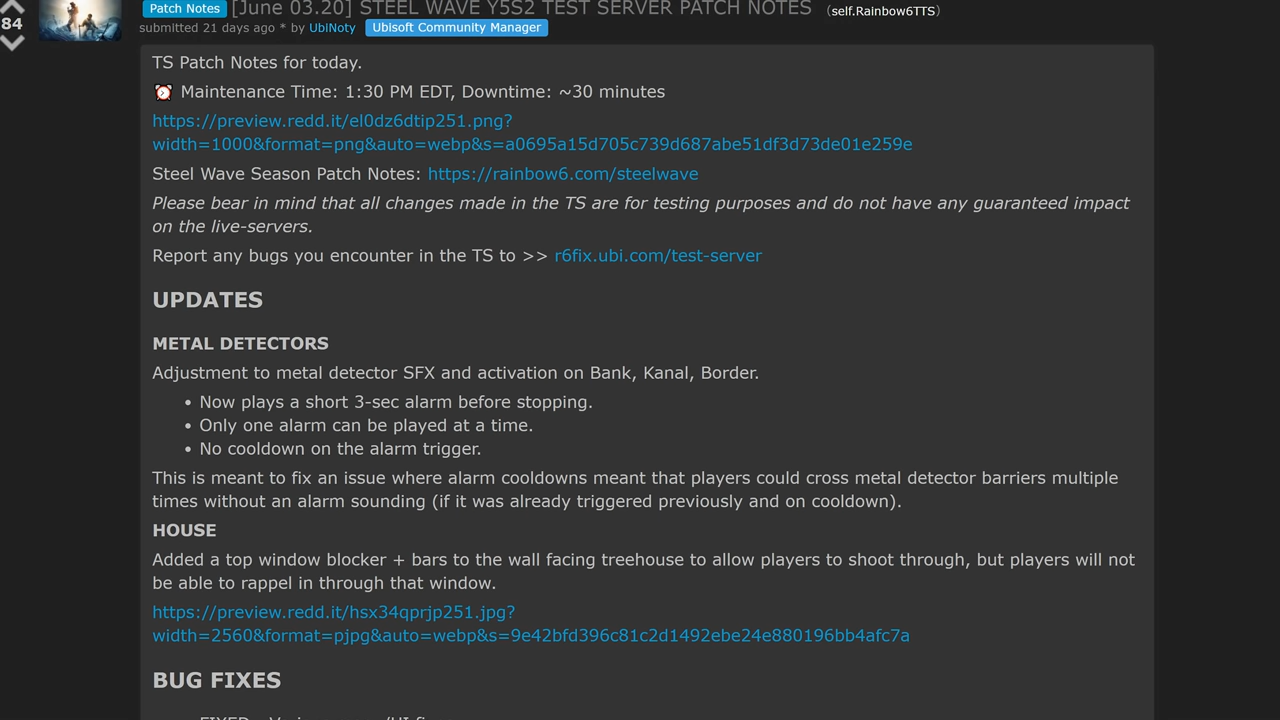 Patch Notes [June 03.20] STEEL WAVE Y5S2 TEST SERVER PATCH NOTES (self.Rainbow6TTS)
84
submitted 21 days ago * by UbiNoty Ubisoft Community Manager
TS Patch Notes for today.
⏰ Maintenance Time: 1:30 PM EDT, Downtime: ~30 minutes
https://preview.redd.it/el0dz6dtip251.png?
width=1000&format=png&auto=webp&s=a0695a15d705c739d687abe51df3d73de01e259e
Steel Wave Season Patch Notes: https://rainbow6.com/steelwave
Please bear in mind that all changes made in the TS are for testing purposes and do not have any guaranteed impact
on the live-servers.
Report any bugs you encounter in the TS to >> r6fix.ubi.com/test-server
UPDATES
METAL DETECTORS
Adjustment to metal detector SFX and activation on Bank, Kanal, Border.
• Now plays a short 3-sec alarm before stopping.
• Only one alarm can be played at a time.
• No cooldown on the alarm trigger.
This is meant to fix an issue where alarm cooldowns meant that players could cross metal detector barriers multiple
times without an alarm sounding (if it was already triggered previously and on cooldown).
HOUSE
Added a top window blocker + bars to the wall facing treehouse to allow players to shoot through, but players will not
be able to rappel in through that window.
https://preview.redd.it/hsx34qprjp251.jpg?
width=2560&format=pjpg&auto=webp&s=9e42bfd396c81c2d1492ebe24e880196bb4afc7a
BUG FIXES